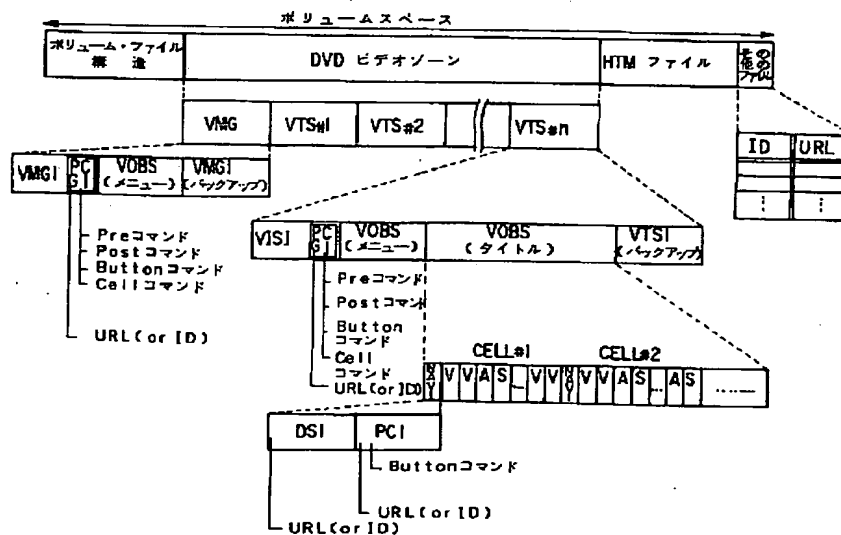 ボリュームスペース
ボリューム・ファイル
構造
DVD ビデオゾーン
HTM ファイル
その他のファイル
VMG
VTS#1
VTS#2
VTS#n
ID
URL
VMGI
PGCI
VOBS
(メニュー)
VMGI
(バックアップ)
Preコマンド
Postコマンド
Buttonコマンド
Cellコマンド
URL(or ID)
VTSI
PGCI
VOBS
(メニュー)
VOBS
(タイトル)
VTSI
(バックアップ)
Preコマンド
Postコマンド
Button
コマンド
Cell
コマンド
URL(or ID)
CELL#1
CELL#2
NAV V V A S … V V NAV V V A S … A S ……
DSI
PCI
Buttonコマンド
URL(or ID)
URL(or ID)